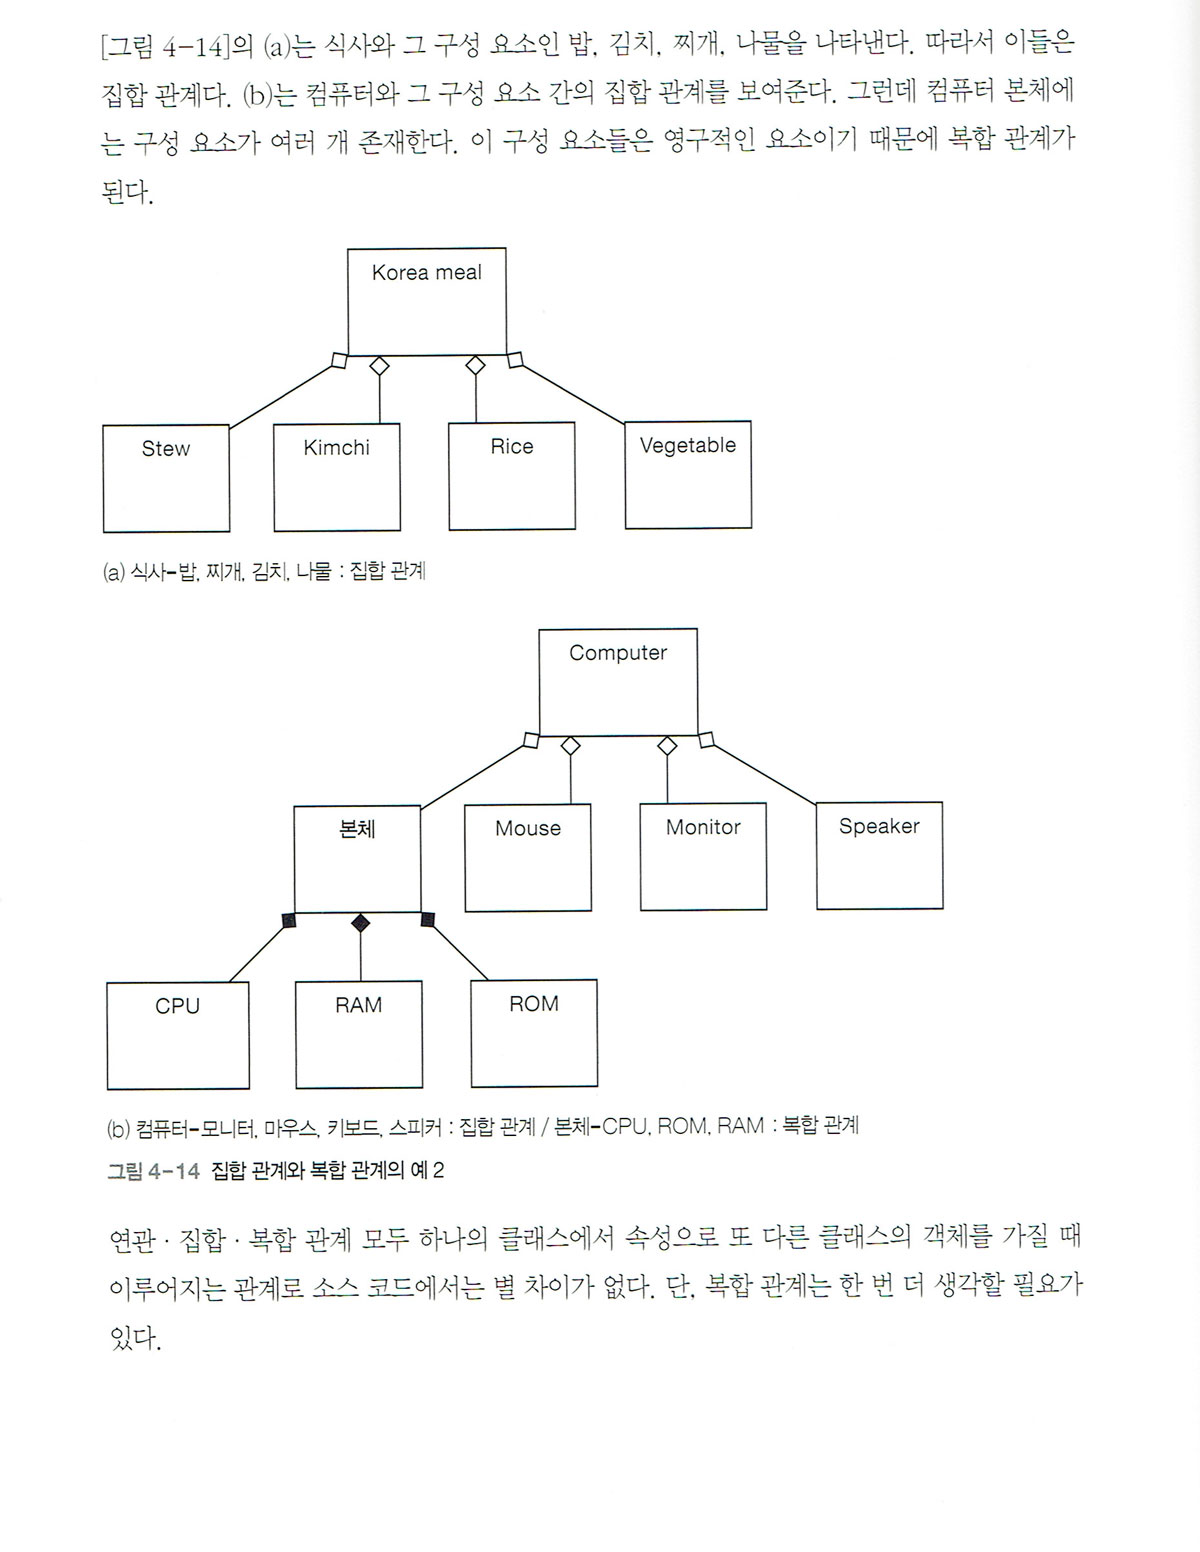 [그림 4-14]의 (a)는 식사와 그 구성 요소인 밥, 김치, 찌개, 나물을 나타낸다. 따라서 이들은
집합 관계다. (b)는 컴퓨터와 그 구성 요소 간의 집합 관계를 보여준다. 그런데 컴퓨터 본체에
는 구성 요소가 여러 개 존재한다. 이 구성 요소들은 영구적인 요소이기 때문에 복합 관계가
된다.
Korea meal
Stew
Kimchi
Rice
Vegetable
(a) 식사-밥, 찌개, 김치, 나물 : 집합 관계
Computer
본체
Mouse
Monitor
Speaker
CPU
RAM
ROM
(b) 컴퓨터-모니터, 마우스, 키보드, 스피커 : 집합 관계 / 본체-CPU, ROM, RAM : 복합 관계
그림 4-14 집합 관계와 복합 관계의 예 2
연관 · 집합 · 복합 관계 모두 하나의 클래스에서 속성으로 또 다른 클래스의 객체를 가질 때
이루어지는 관계로 소스 코드에서는 별 차이가 없다. 단, 복합 관계는 한 번 더 생각할 필요가
있다.